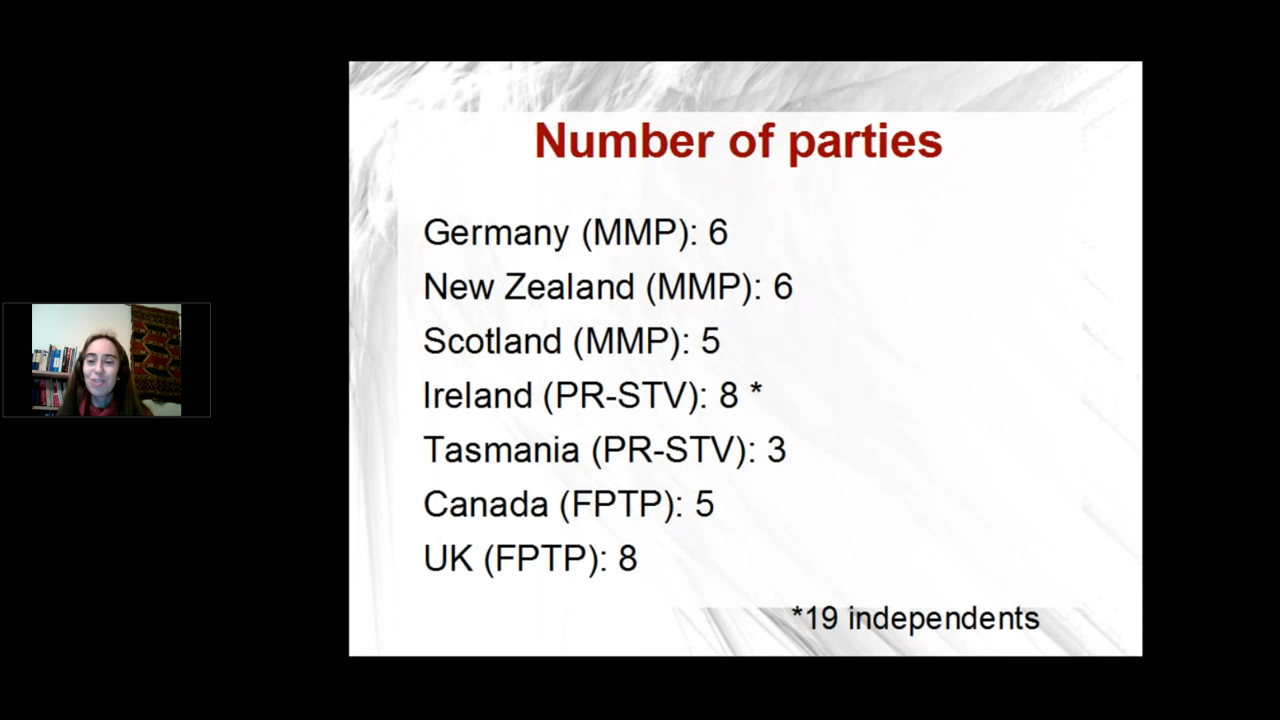 Number of parties
Germany (MMP): 6
New Zealand (MMP): 6
Scotland (MMP): 5
Ireland (PR-STV): 8 *
Tasmania (PR-STV): 3
Canada (FPTP): 5
UK (FPTP): 8
*19 independents